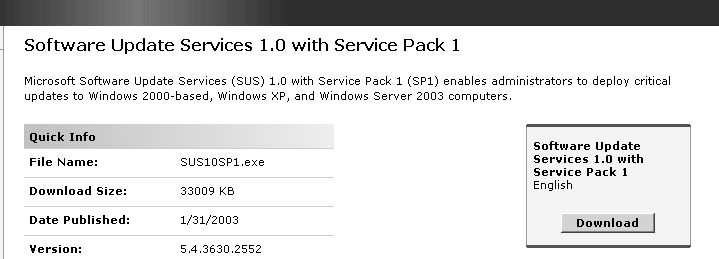 Software Update Services 1.0 with Service Pack 1
Microsoft Software Update Services (SUS) 1.0 with Service Pack 1 (SP1) enables administrators to deploy critical
updates to Windows 2000-based, Windows XP, and Windows Server 2003 computers.
Quick Info
File Name: SUS10SP1.exe
Download Size: 33009 KB
Date Published: 1/31/2003
Version: 5.4.3630.2552
Software Update
Services 1.0 with
Service Pack 1
English
Download